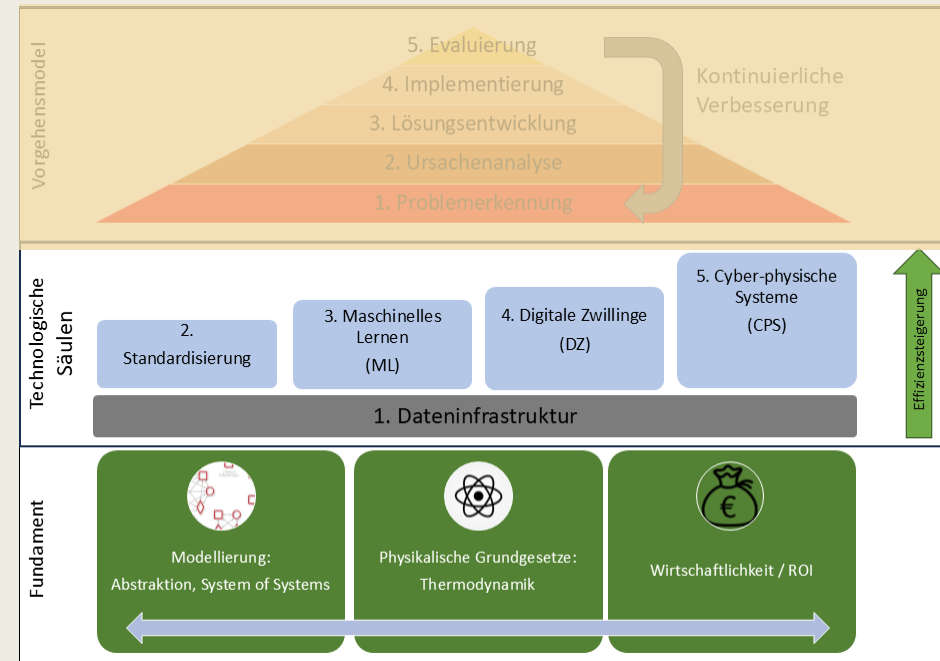 Vorgehensmodel
5. Evaluierung
4. Implementierung
3. Lösungsentwicklung
2. Ursachenanalyse
1. Problemerkennung
Kontinuierliche
Verbesserung
Technologische
Säulen
2.
Standardisierung
3. Maschinelles
Lernen
(ML)
4. Digitale Zwillinge
(DZ)
5. Cyber-physische
Systeme
(CPS)
1. Dateninfrastruktur
Effizienzsteigerung
Fundament
Modellierung:
Abstraktion, System of Systems
Physikalische Grundgesetze:
Thermodynamik
€
Wirtschaftlichkeit / ROI